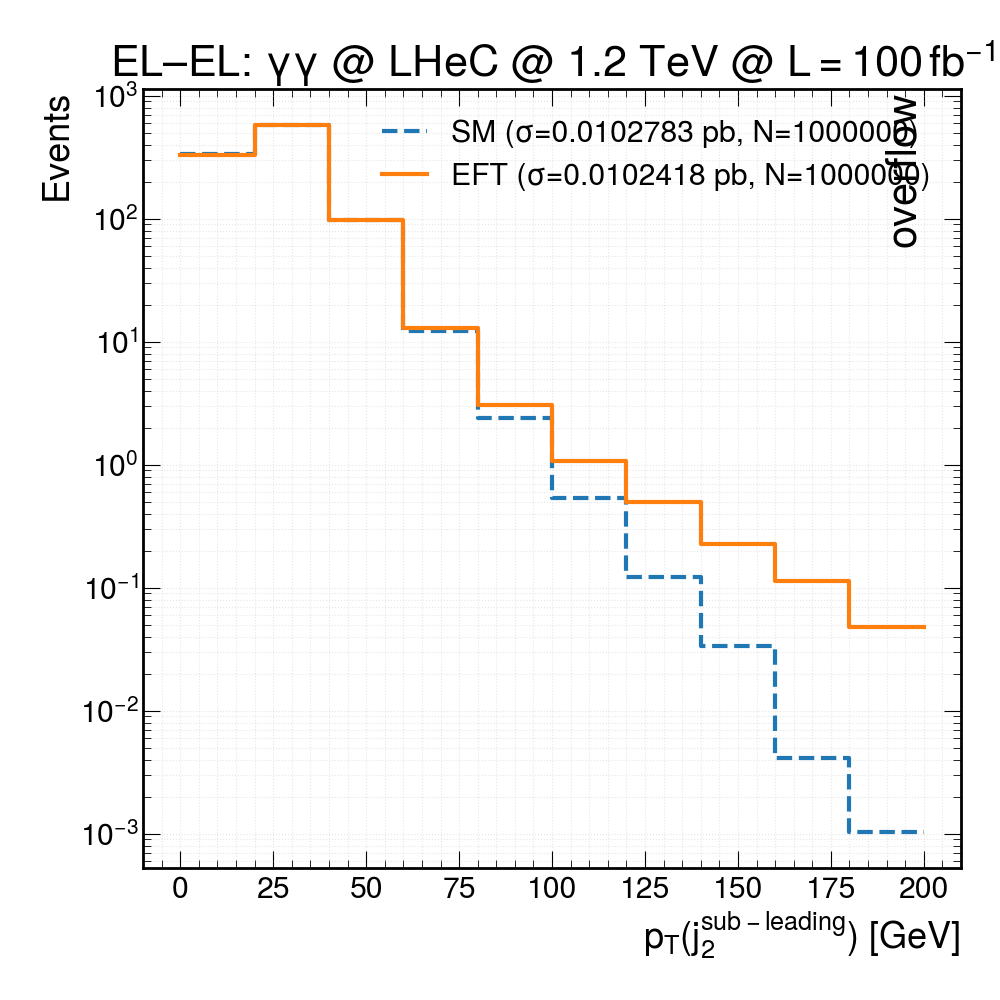 EL–EL: γγ @ LHeC @ 1.2 TeV @ L = 100 fb⁻¹
Events
10³
10²
10¹
10⁰
10⁻¹
10⁻²
10⁻³
SM (σ=0.0102783 pb, N=1000000)
EFT (σ=0.0102418 pb, N=1000000)
overflow
0 25 50 75 100 125 150 175 200
p_T(j₂^{sub − leading}) [GeV]